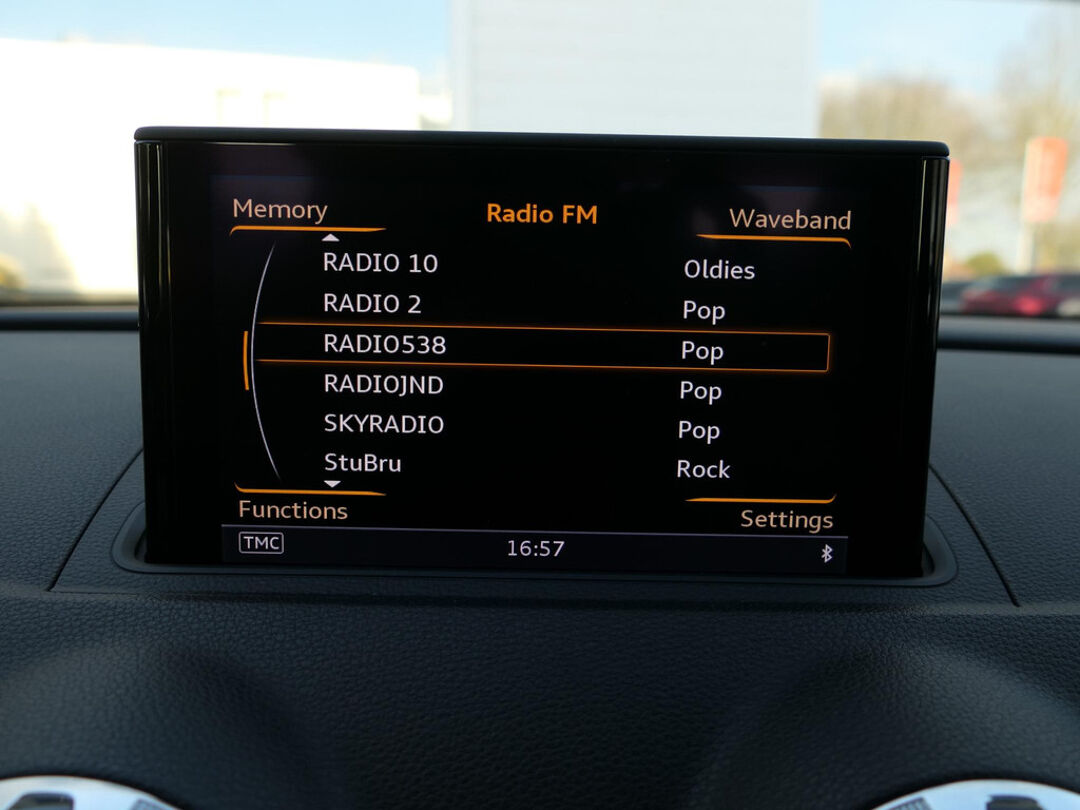 Memory Radio FM Waveband
RADIO 10 Oldies
RADIO 2 Pop
RADIO538 Pop
RADIOJND Pop
SKYRADIO Pop
StuBru Rock
Functions Settings
TMC 16:57